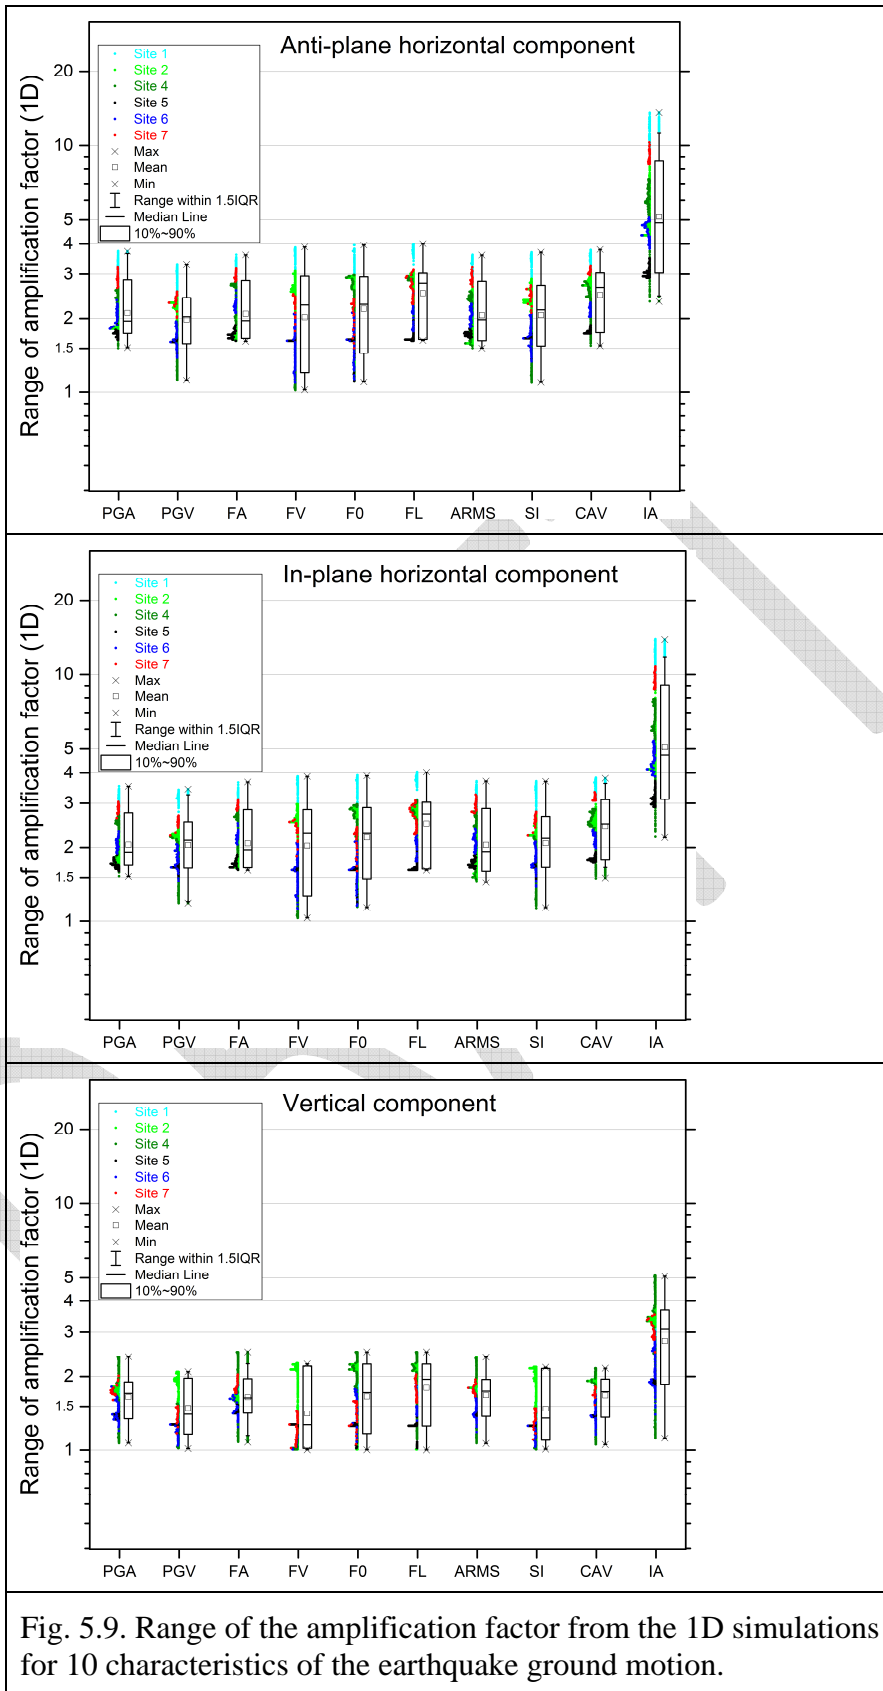 Anti-plane horizontal component
Range of amplification factor (1D)
Site 1
Site 2
Site 4
Site 5
Site 6
Site 7
Max
Mean
Min
Range within 1.5IQR
Median Line
10%~90%
20
10
5
4
3
2
1.5
1
PGA PGV FA FV F0 FL ARMS SI CAV IA
In-plane horizontal component
Range of amplification factor (1D)
Site 1
Site 2
Site 4
Site 5
Site 6
Site 7
Max
Mean
Min
Range within 1.5IQR
Median Line
10%~90%
20
10
5
4
3
2
1.5
1
PGA PGV FA FV F0 FL ARMS SI CAV IA
Vertical component
Range of amplification factor (1D)
Site 1
Site 2
Site 4
Site 5
Site 6
Site 7
Max
Mean
Min
Range within 1.5IQR
Median Line
10%~90%
20
10
5
4
3
2
1.5
1
PGA PGV FA FV F0 FL ARMS SI CAV IA
Fig. 5.9. Range of the amplification factor from the 1D simulations
for 10 characteristics of the earthquake ground motion.